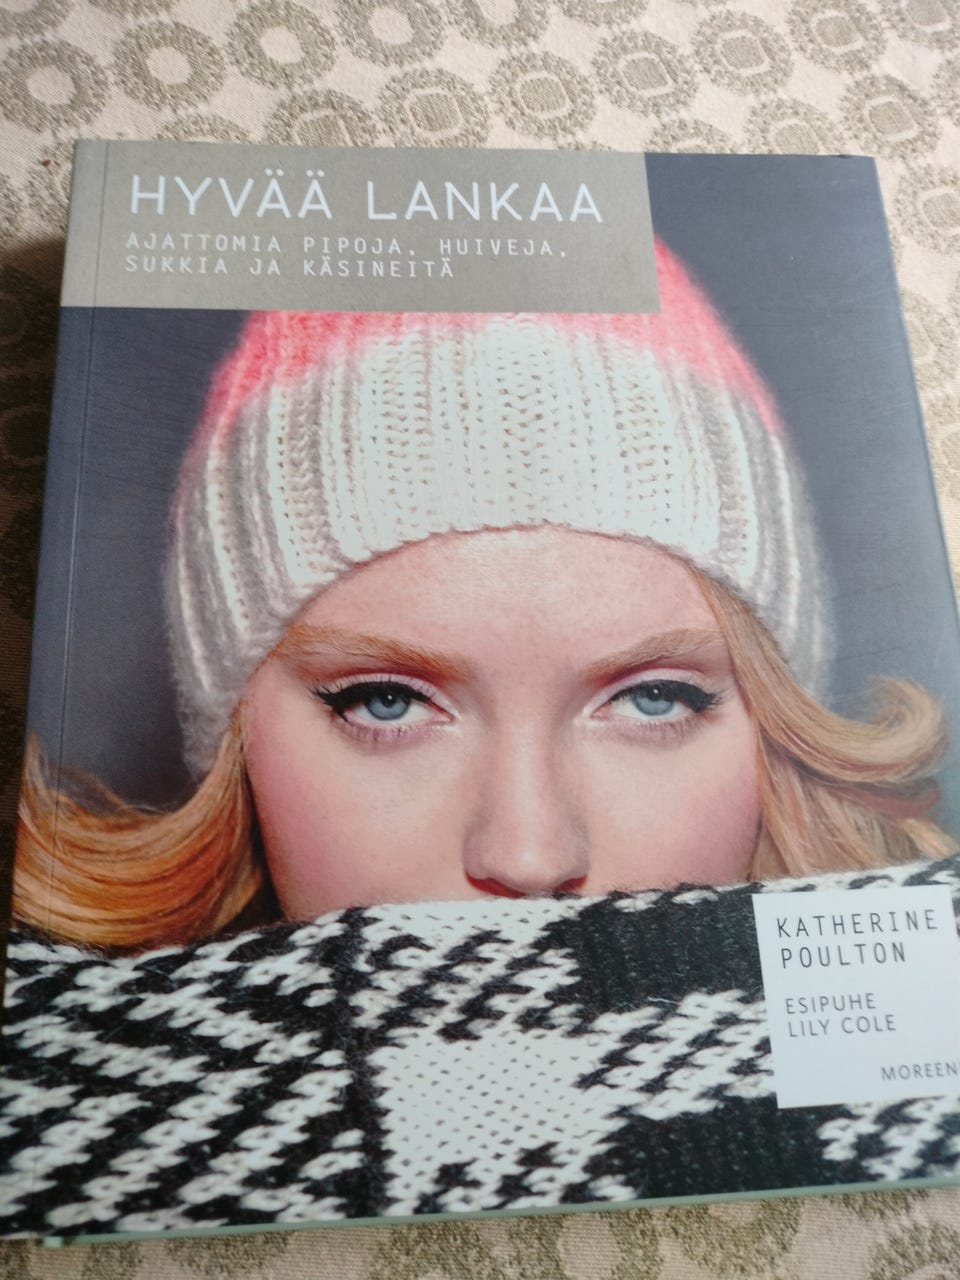 HYVÄÄ LANKAA
AJATTOMIA PIPOJA, HUIVEJA,
SUKKIA JA KÄSINEITÄ
KATHERINE
POULTON
ESIPUHE
LILY COLE
MOREENI